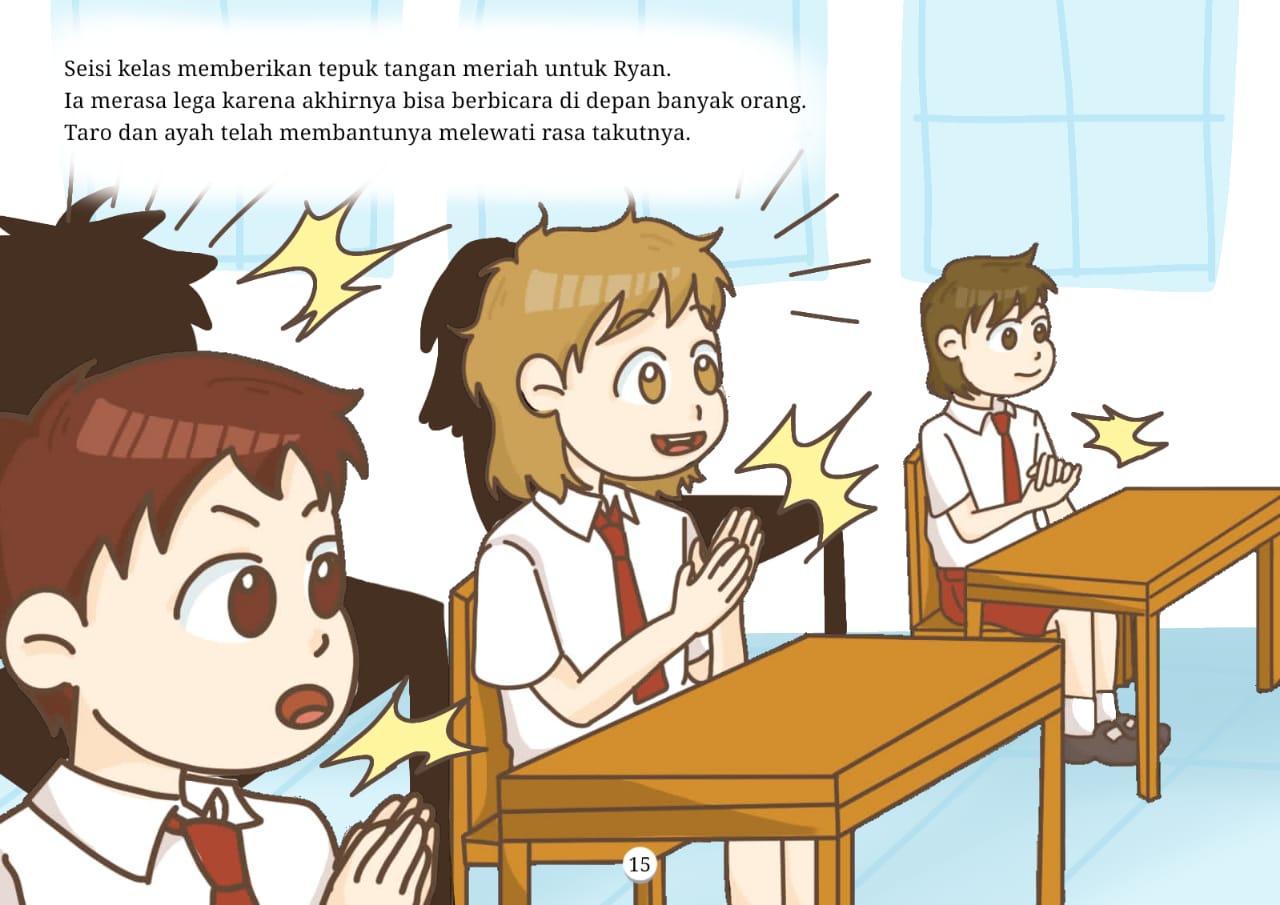 Seisi kelas memberikan tepuk tangan meriah untuk Ryan.
Ia merasa lega karena akhirnya bisa berbicara di depan banyak orang.
Taro dan ayah telah membantunya melewati rasa takutnya.
15